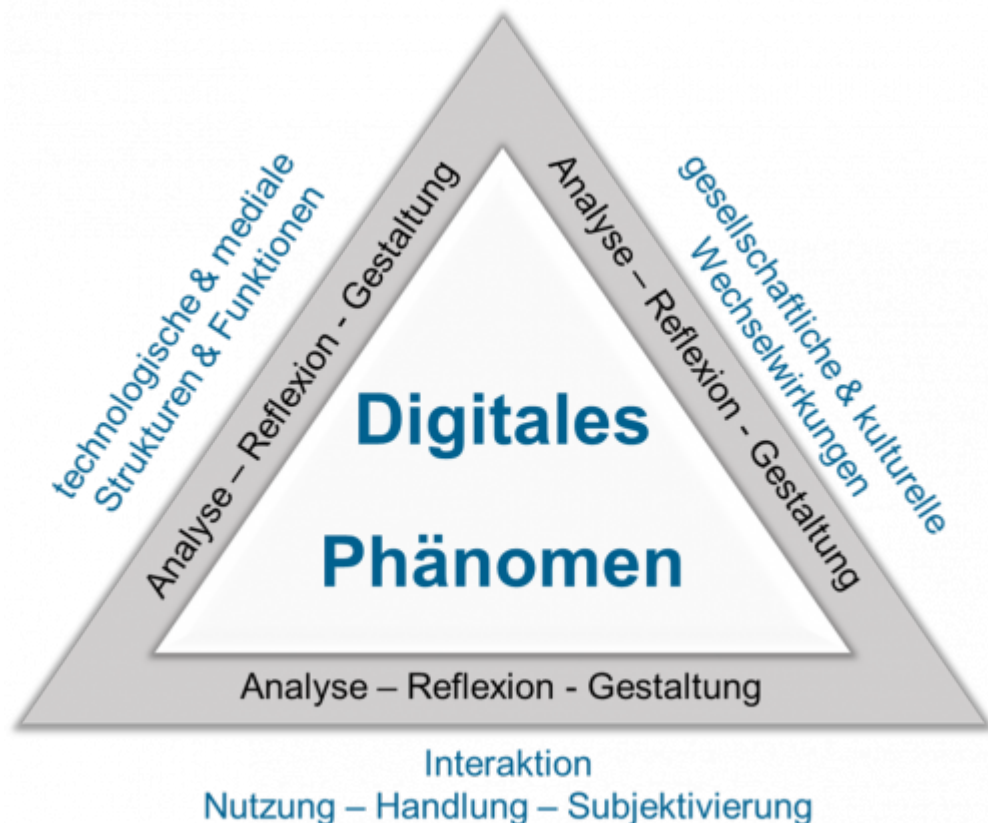 technologische & mediale
Strukturen & Funktionen
Analyse – Reflexion - Gestaltung
Analyse – Reflexion - Gestaltung
gesellschaftliche & kulturelle
Wechselwirkungen
Digitales
Phänomen
Analyse – Reflexion - Gestaltung
Interaktion
Nutzung – Handlung – Subjektivierung